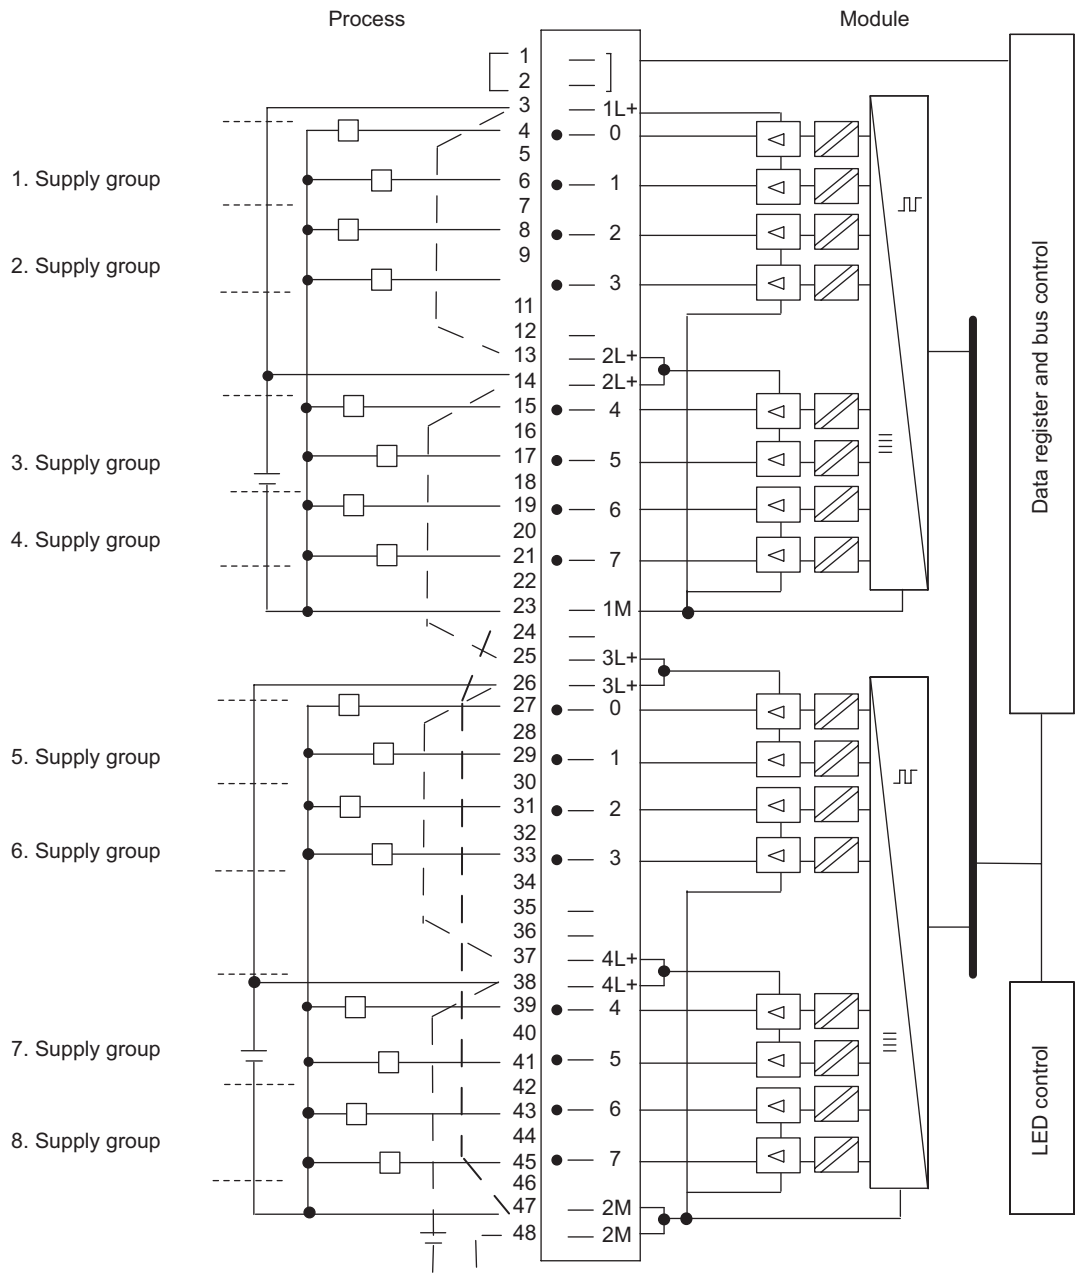 Process
Module
1
2
3
1L+
4
0
5
1. Supply group
6
1
7
8
2
9
2. Supply group
3
11
12
13
2L+
14
2L+
15
4
16
3. Supply group
17
5
18
19
6
20
4. Supply group
21
7
22
23
1M
24
25
3L+
26
3L+
27
0
28
5. Supply group
29
1
30
31
2
32
6. Supply group
33
3
34
35
36
37
4L+
38
4L+
39
4
40
7. Supply group
41
5
42
43
6
44
8. Supply group
45
7
46
47
2M
48
2M
Data register and bus control
LED control